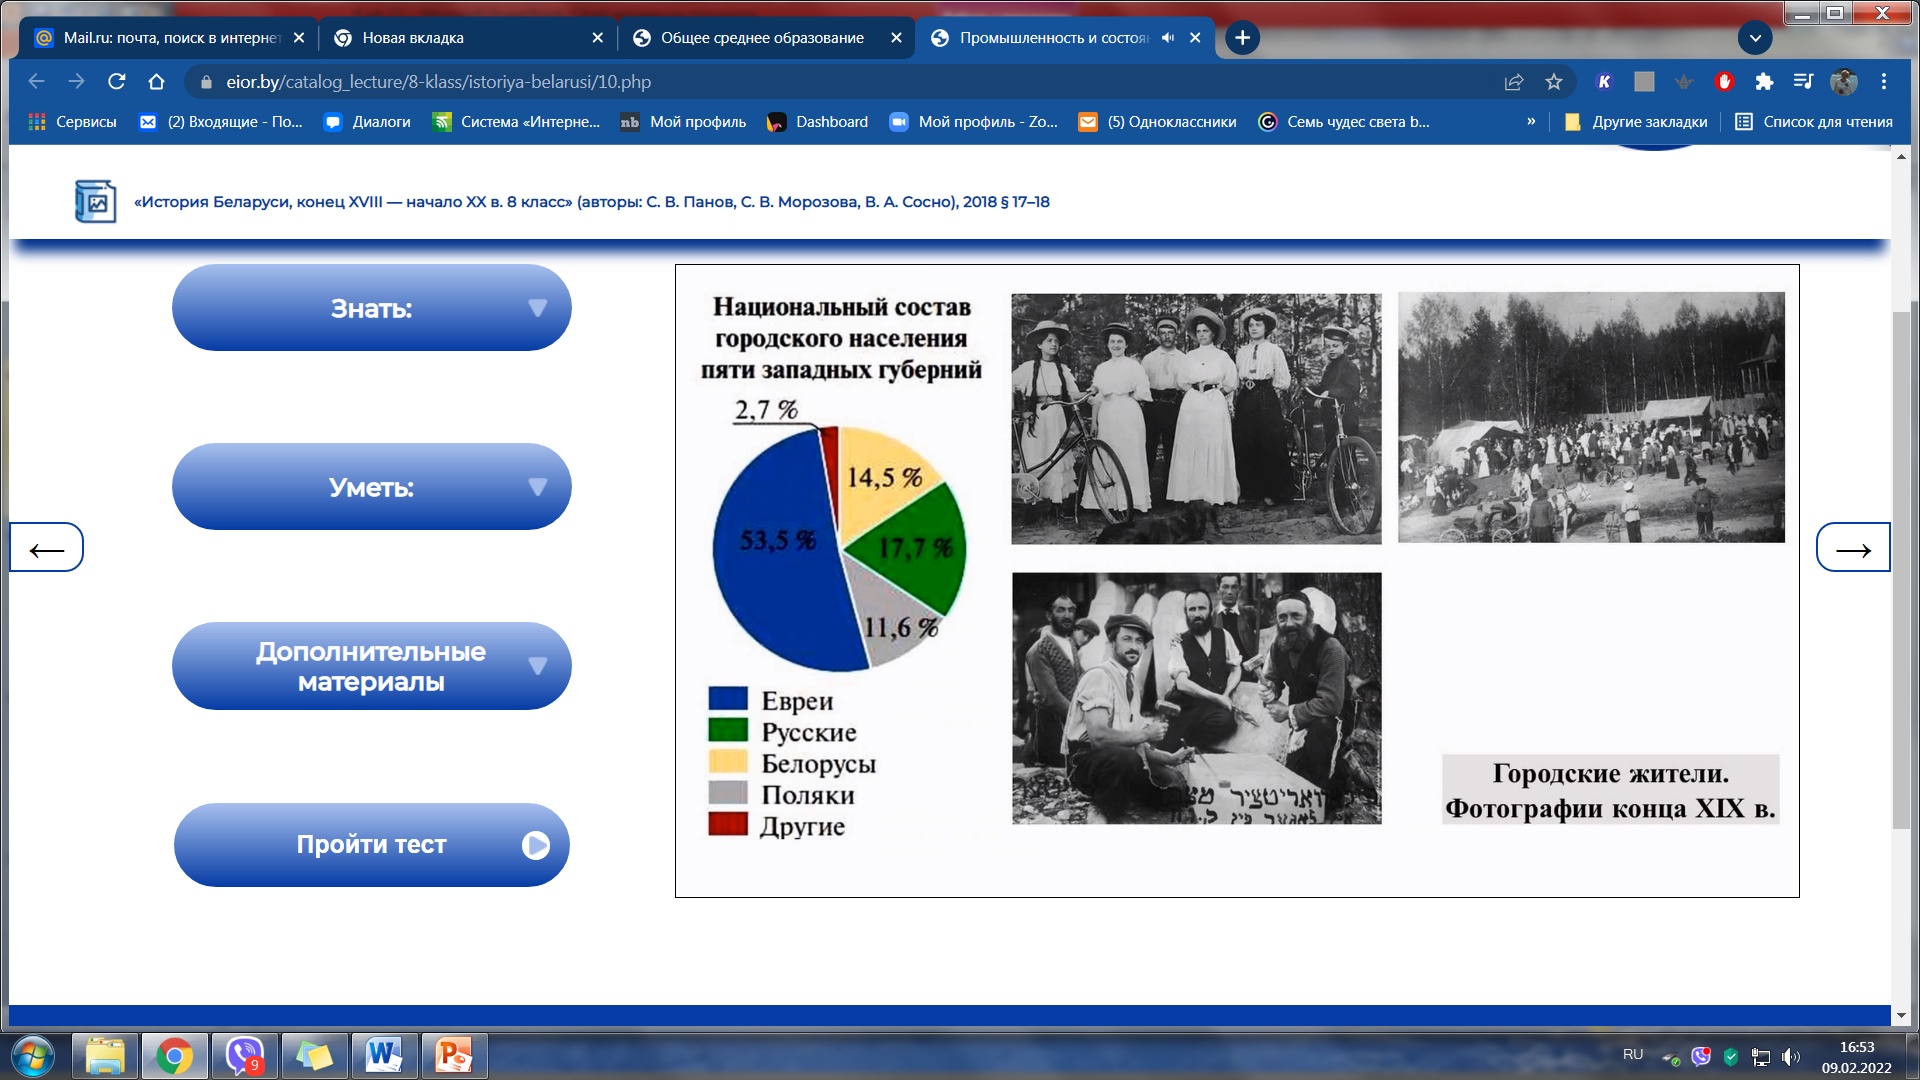 Mail.ru: почта, поиск в интернет
Новая вкладка
Общее среднее образование
Промышленность и состоян
eior.by/catalog_lecture/8-klass/istoriya-belarusi/10.php
Сервисы
(2) Входящие - По...
Диалоги
Система «Интерне...
nb
Мой профиль
Dashboard
Мой профиль - Zo...
(5) Одноклассники
Семь чудес света b...
»
Другие закладки
Список для чтения
«История Беларуси, конец XVIII — начало XX в. 8 класс» (авторы: С. В. Панов, С. В. Морозова, В. А. Сосно), 2018 § 17–18
Знать:
Уметь:
Дополнительные
материалы
Пройти тест
Национальный состав
городского населения
пяти западных губерний
2,7 %
14,5 %
53,5 %
17,7 %
11,6 %
Евреи
Русские
Белорусы
Поляки
Другие
Городские жители.
Фотографии конца XIX в.
9
RU
16:53
09.02.2022